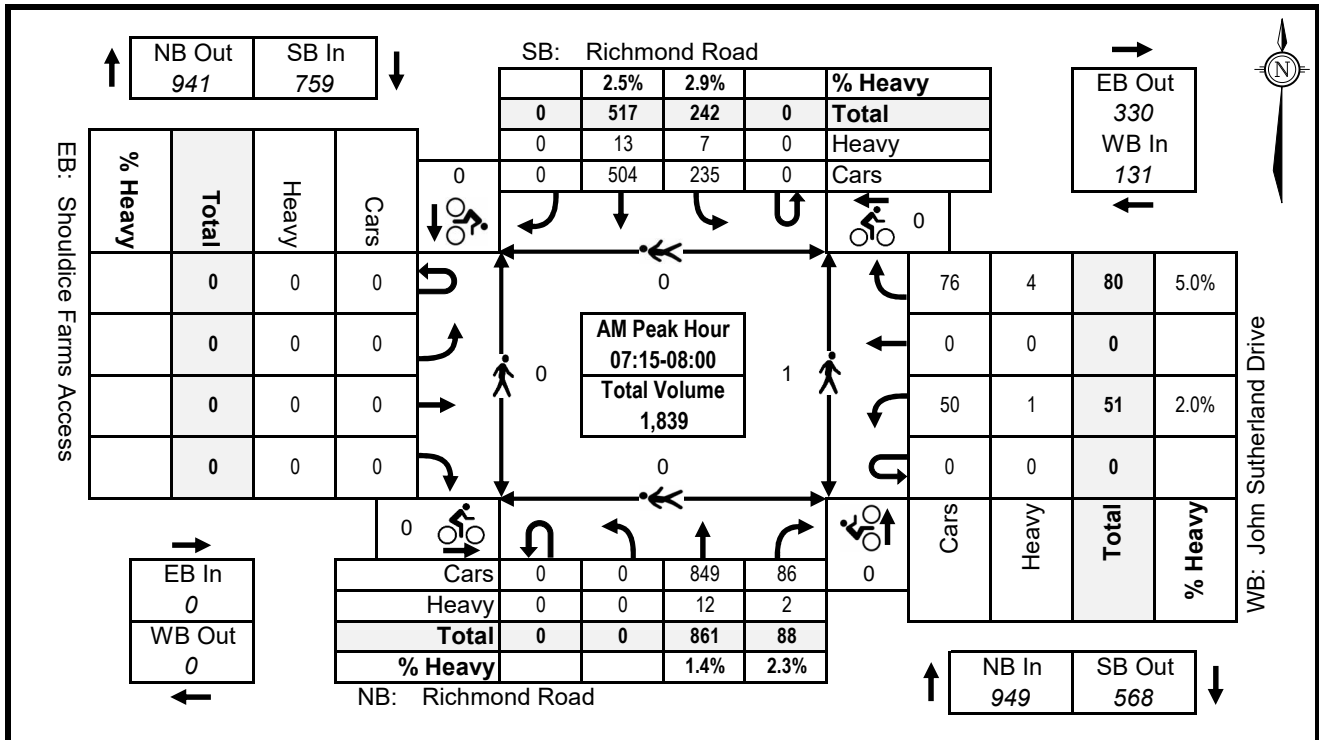 NB Out SB In
941 759
SB: Richmond Road
2.5% 2.9% % Heavy
0 517 242 0 Total
0 13 7 0 Heavy
0 504 235 0 Cars
EB Out
330
WB In
131
N
EB: Shouldice Farms Access
% Heavy Total Heavy Cars
0 0 0
0 0 0
0 0 0
0 0 0
0
0
0
AM Peak Hour
07:15-08:00
Total Volume
1,839
0
1
0
76 4 80 5.0%
0 0 0
50 1 51 2.0%
0 0 0
Cars Heavy Total % Heavy
WB: John Sutherland Drive
0
0
EB In
0
WB Out
0
Cars 0 0 849 86
Heavy 0 0 12 2
Total 0 0 861 88
% Heavy 1.4% 2.3%
NB: Richmond Road
NB In SB Out
949 568